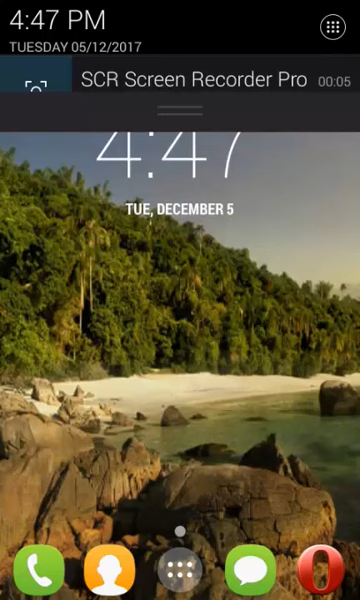 4:47 PM
TUESDAY 05/12/2017
SCR Screen Recorder Pro 00:05
4:47
TUE, DECEMBER 5